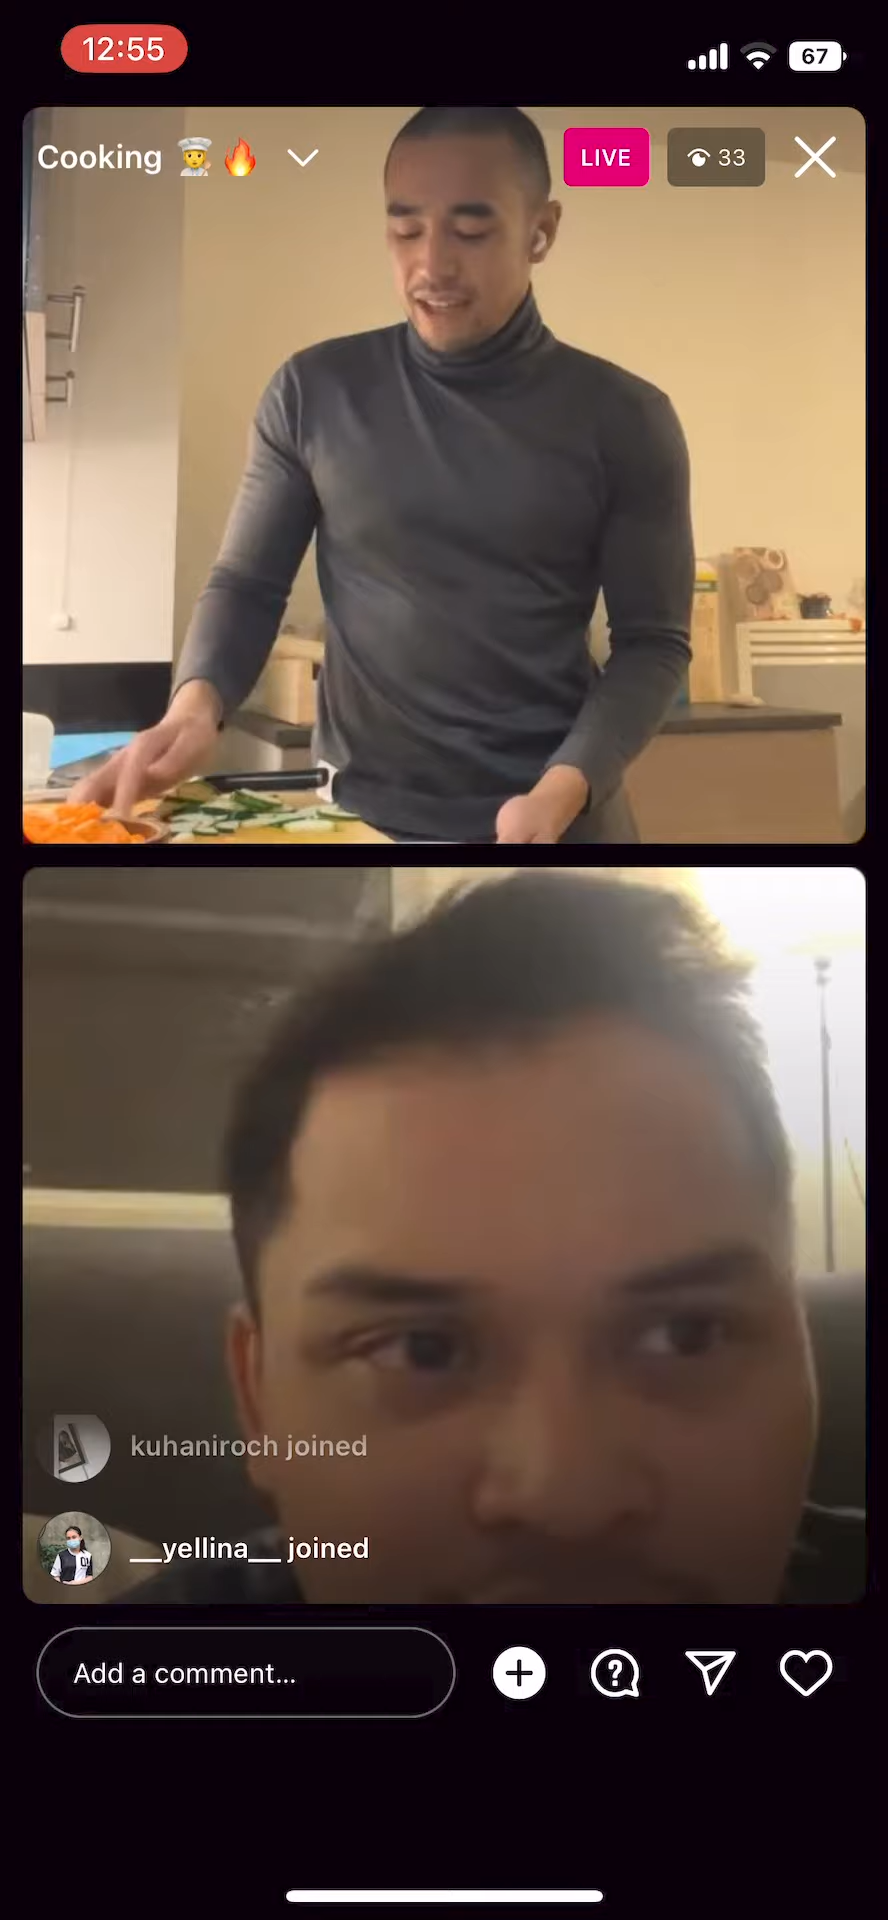 12:55
67
Cooking 👨‍🍳🔥
LIVE
33
kuhaniroch joined
__yellina__ joined
Add a comment...